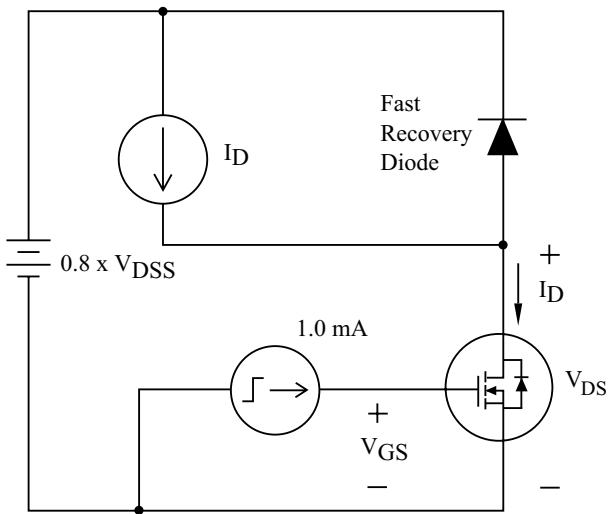 Fast
Recovery
Diode
I_D
0.8 x V_DSS
+
I_D
1.0 mA
V_DS
+
V_GS
−
−